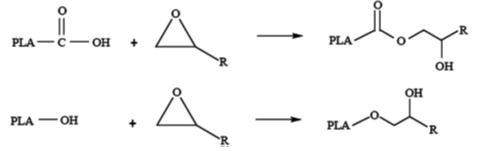 O O O
PLA—C—OH + R PLA O R
OH
O OH
PLA—OH + R PLA O R